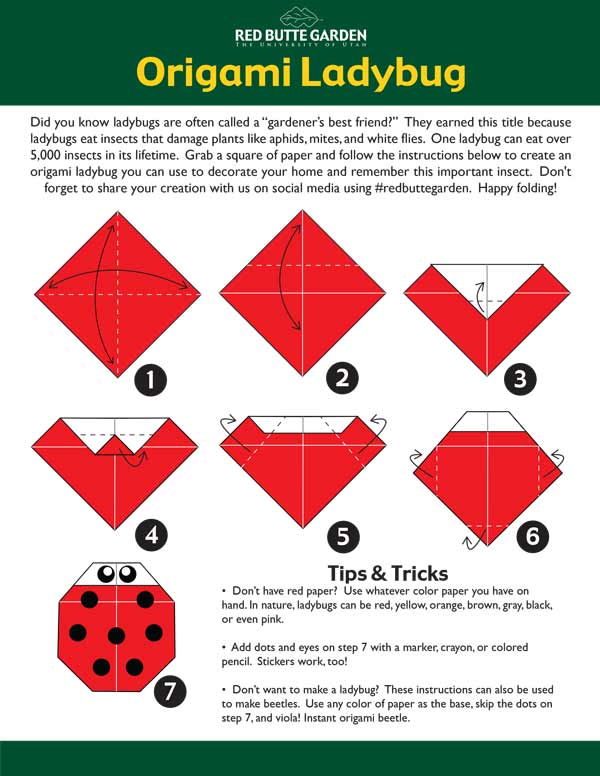 RED BUTTE GARDEN
THE UNIVERSITY OF UTAH
Origami Ladybug
Did you know ladybugs are often called a “gardener’s best friend?” They earned this title because
ladybugs eat insects that damage plants like aphids, mites, and white flies. One ladybug can eat over
5,000 insects in its lifetime. Grab a square of paper and follow the instructions below to create an
origami ladybug you can use to decorate your home and remember this important insect. Don't
forget to share your creation with us on social media using #redbuttegarden. Happy folding!
1
2
3
4
5
6
7
Tips & Tricks
• Don’t have red paper? Use whatever color paper you have on
hand. In nature, ladybugs can be red, yellow, orange, brown, gray, black,
or even pink.
• Add dots and eyes on step 7 with a marker, crayon, or colored
pencil. Stickers work, too!
• Don’t want to make a ladybug? These instructions can also be used
to make beetles. Use any color of paper as the base, skip the dots on
step 7, and viola! Instant origami beetle.